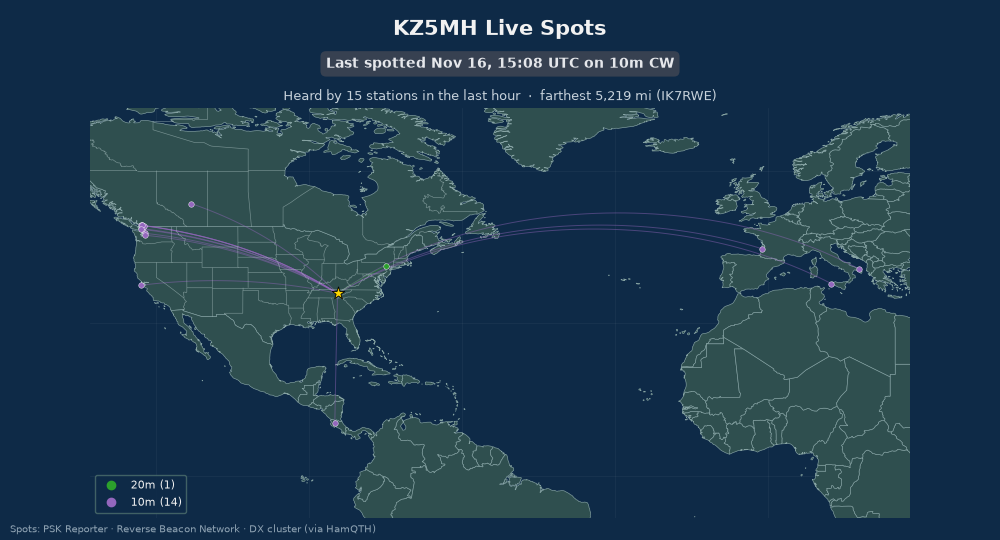 KZ5MH Live Spots
Last spotted Nov 16, 15:08 UTC on 10m CW
Heard by 15 stations in the last hour · farthest 5,219 mi (IK7RWE)
20m (1)
10m (14)
Spots: PSK Reporter · Reverse Beacon Network · DX cluster (via HamQTH)